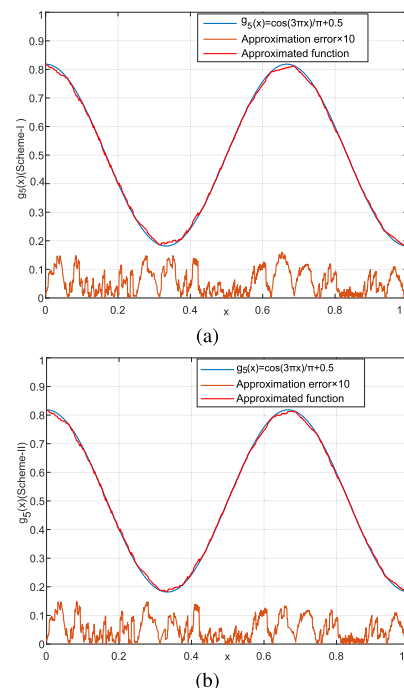 g5(x)=cos(3πx)/π+0.5
Approximation error×10
Approximated function
1
0.9
0.8
0.7
0.6
0.5
0.4
0.3
0.2
0.1
0
g5(x)(Scheme-I )
0 0.2 0.4 0.6 0.8 1
x
(a)
g5(x)=cos(3πx)/π+0.5
Approximation error×10
Approximated function
1
0.9
0.8
0.7
0.6
0.5
0.4
0.3
0.2
0.1
0
g5(x)(Scheme-II)
0 0.2 0.4 0.6 0.8 1
x
(b)